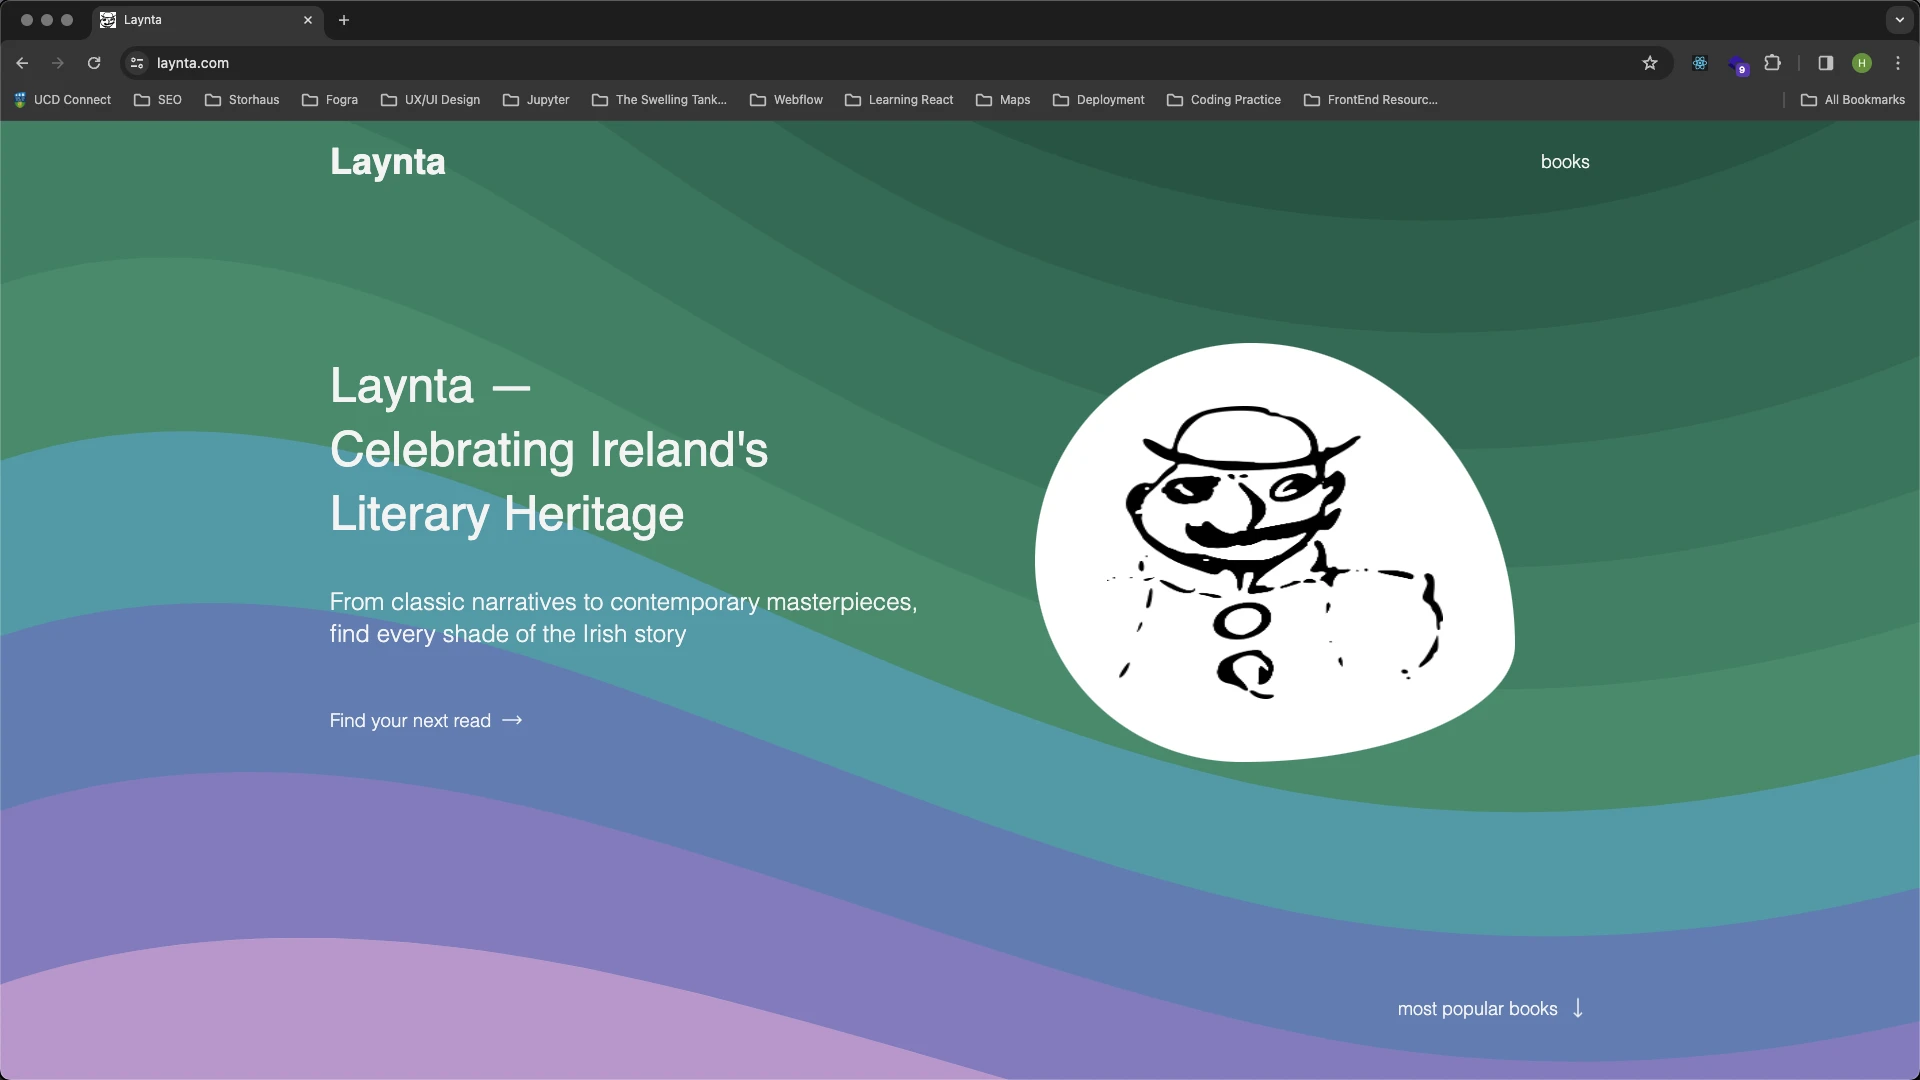 Laynta
laynta.com
9
H
UCD Connect
SEO
Storhaus
Fogra
UX/UI Design
Jupyter
The Swelling Tank...
Webflow
Learning React
Maps
Deployment
Coding Practice
FrontEnd Resourc...
All Bookmarks
Laynta
books
Laynta —
Celebrating Ireland's
Literary Heritage
From classic narratives to contemporary masterpieces,
find every shade of the Irish story
Find your next read →
most popular books ↓